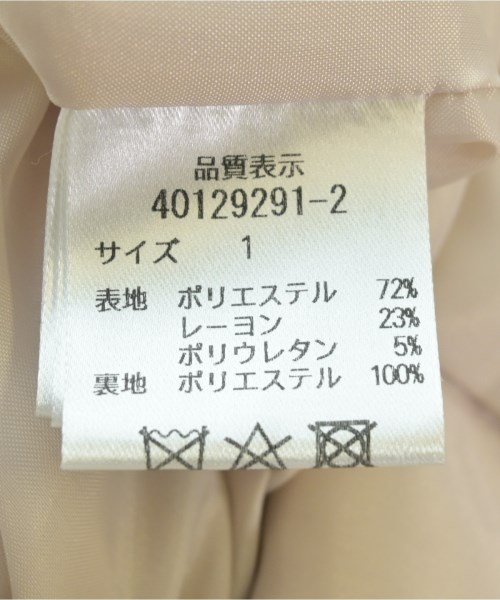 品質表示
40129291-2
サイズ 1
表地 ポリエステル 72%
レーヨン 23%
ポリウレタン 5%
裏地 ポリエステル 100%